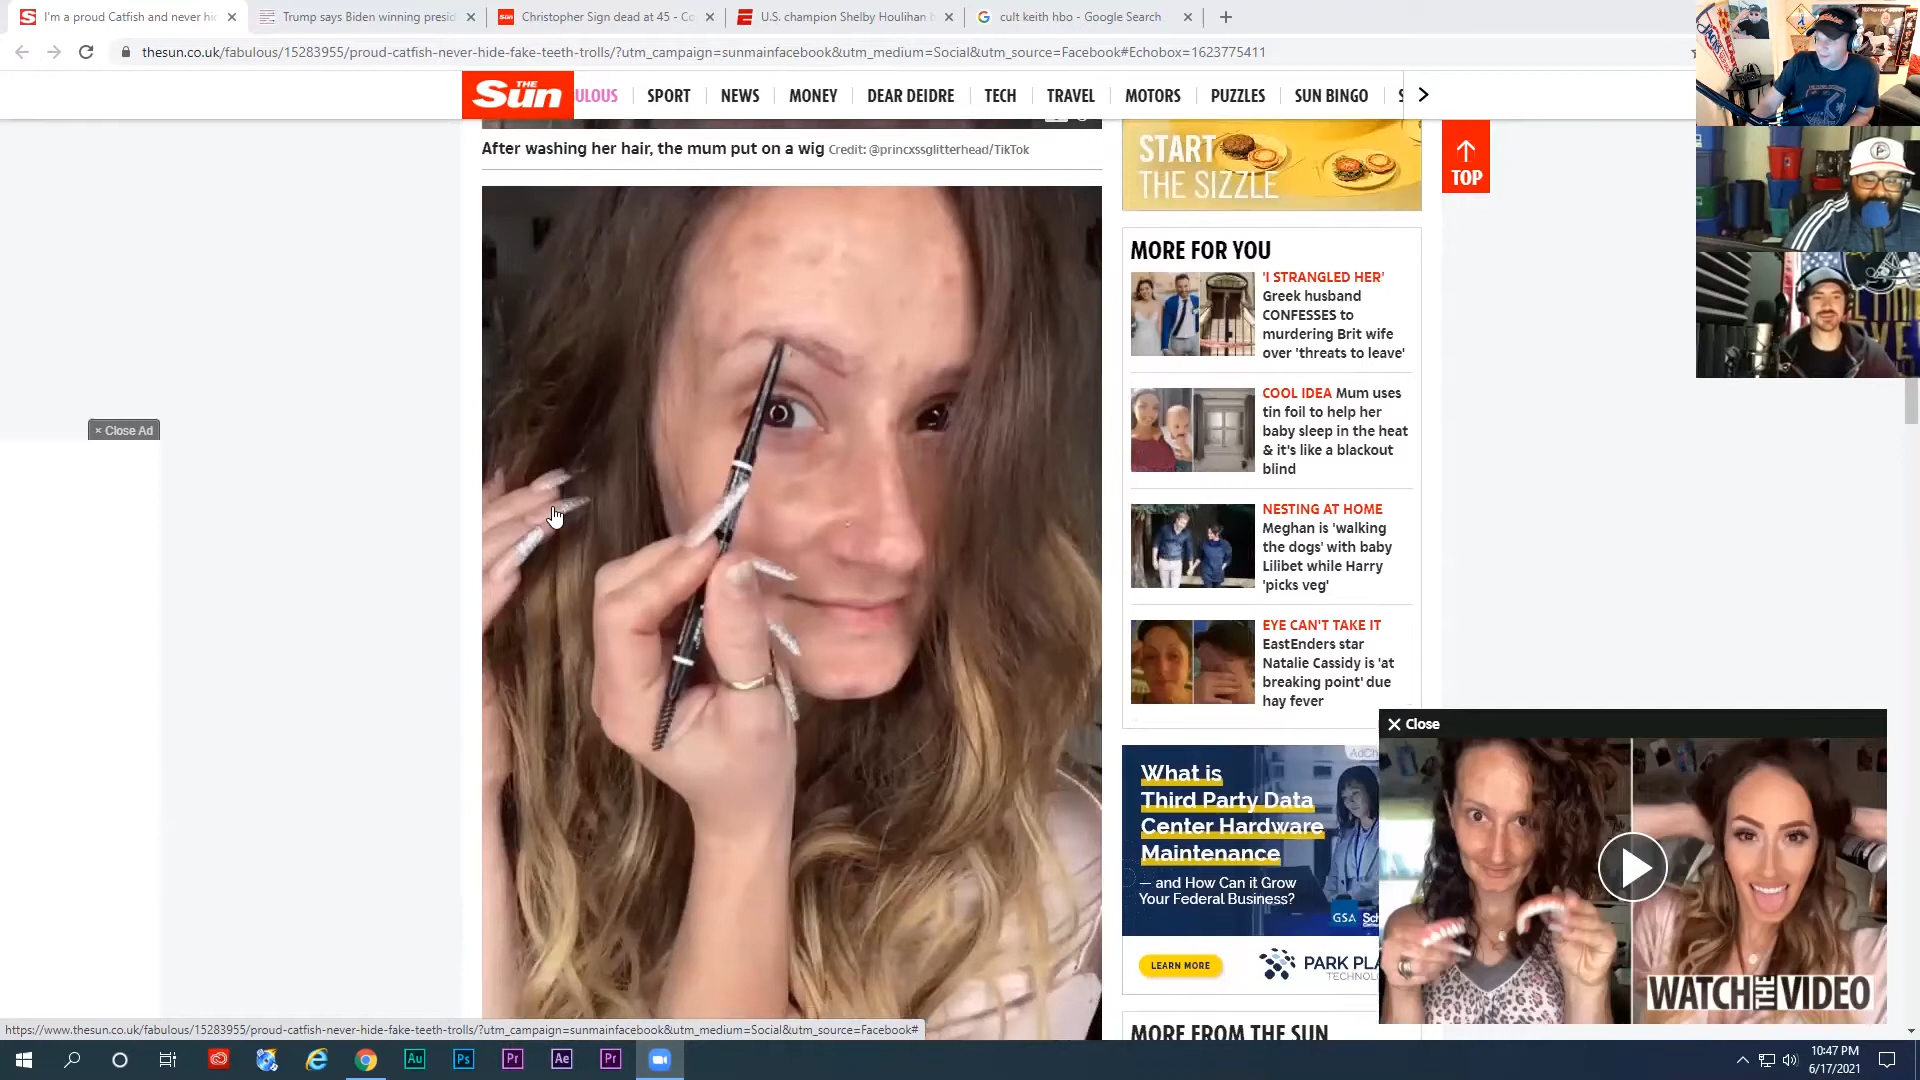 I'm a proud Catfish and never hi
Trump says Biden winning presid
Christopher Sign dead at 45 - Co
U.S. champion Shelby Houlihan b
cult keith hbo - Google Search
thesun.co.uk/fabulous/15283955/proud-catfish-never-hide-fake-teeth-trolls/?utm_campaign=sunmainfacebook&utm_medium=Social&utm_source=Facebook#Echobox=1623775411
THE Sun
ULOUS
SPORT
NEWS
MONEY
DEAR DEIDRE
TECH
TRAVEL
MOTORS
PUZZLES
SUN BINGO
After washing her hair, the mum put on a wig Credit: @princxssglitterhead/TikTok
START
THE SIZZLE
TOP
MORE FOR YOU
'I STRANGLED HER'
Greek husband
CONFESSES to
murdering Brit wife
over 'threats to leave'
COOL IDEA Mum uses
tin foil to help her
baby sleep in the heat
& it's like a blackout
blind
NESTING AT HOME
Meghan is 'walking
the dogs' with baby
Lilibet while Harry
'picks veg'
EYE CAN'T TAKE IT
EastEnders star
Natalie Cassidy is 'at
breaking point' due
hay fever
× Close Ad
What is
Third Party Data
Center Hardware
Maintenance
— and How Can it Grow
Your Federal Business?
GSA
LEARN MORE
PARK PLA
TECHNOL
× Close
WATCH THE VIDEO
MORE FROM THE SUN
https://www.thesun.co.uk/fabulous/15283955/proud-catfish-never-hide-fake-teeth-trolls/?utm_campaign=sunmainfacebook&utm_medium=Social&utm_source=Facebook#
Au
Ps
Pr
Ae
Pr
10:47 PM
6/17/2021